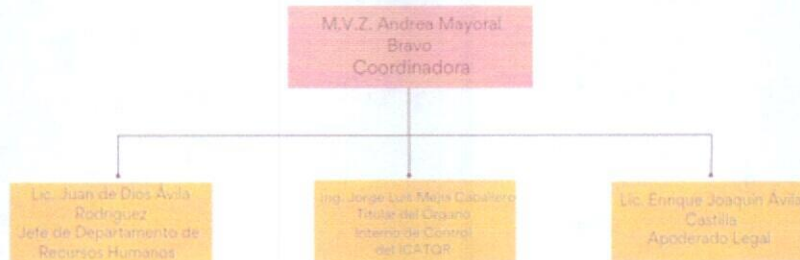 M.V.Z. Andrea Mayoral
Bravo
Coordinadora
Lic. Juan de Dios Ávila
Rodríguez
Jefe de Departamento de
Recursos Humanos
Ing. Jorge Luis Mejía Caballero
Titular del Órgano
Interno de Control
del ICATQR
Lic. Enrique Joaquín Ávila
Castilla
Apoderado Legal